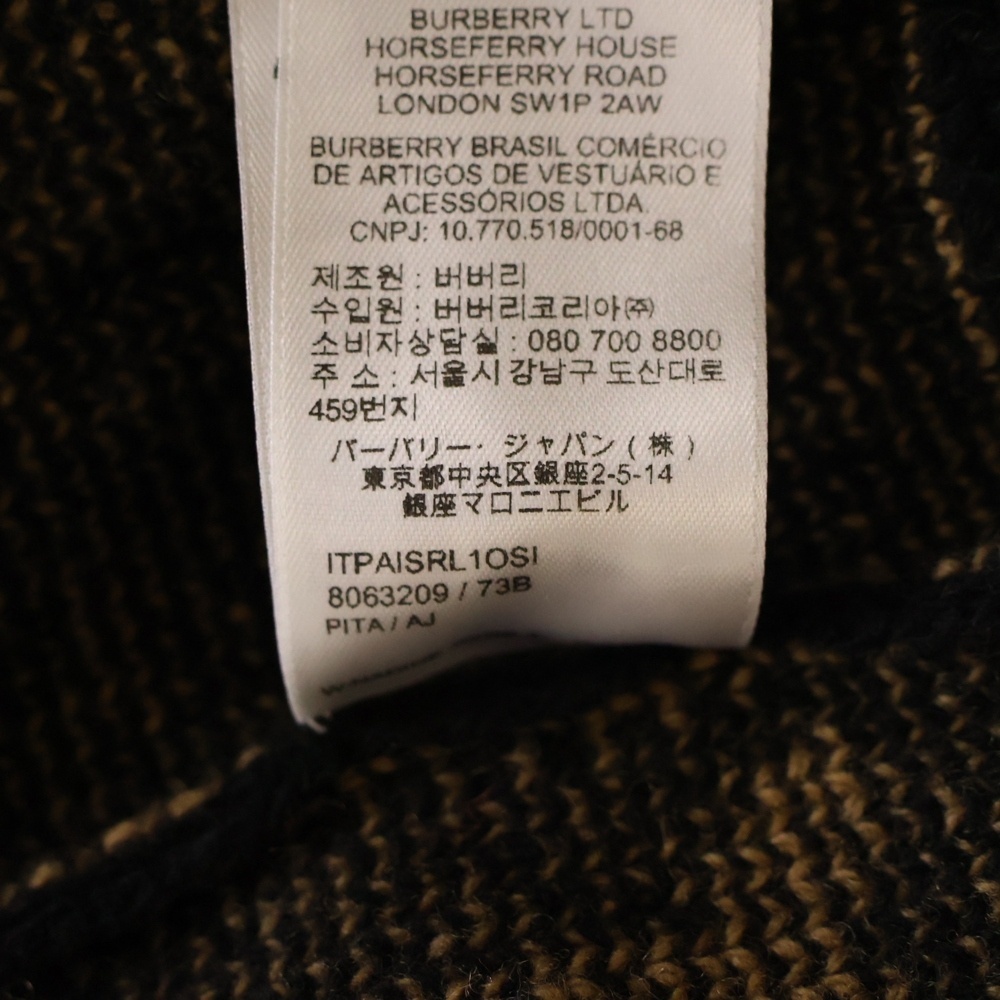 BURBERRY LTD
HORSEFERRY HOUSE
HORSEFERRY ROAD
LONDON SW1P 2AW
BURBERRY BRASIL COMÉRCIO
DE ARTIGOS DE VESTUÁRIO E
ACESSÓRIOS LTDA.
CNPJ: 10.770.518/0001-68
제조원 : 버버리
수입원 : 버버리코리아㈜
소비자상담실 : 080 700 8800
주 소 : 서울시 강남구 도산대로
459번지
バーバリー・ジャパン(株)
東京都中央区銀座2-5-14
銀座マロニエビル
ITPAISRL1OSI
8063209 / 73B
PITA / AJ